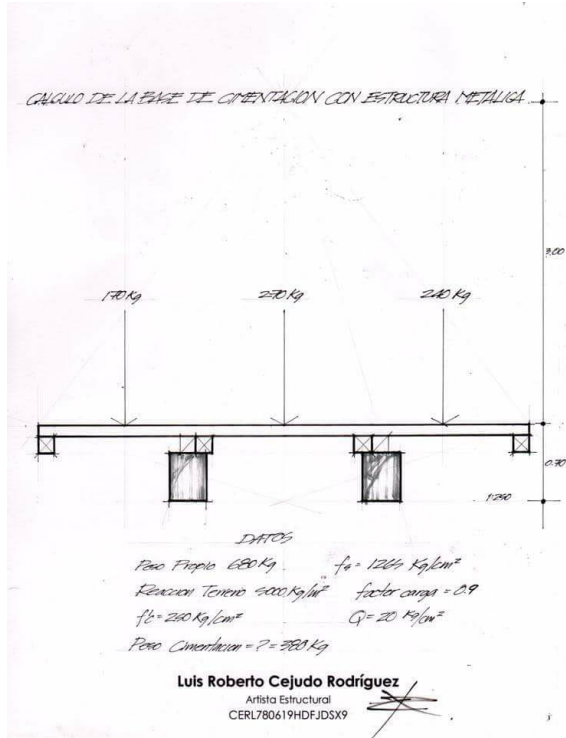 CALCULO DE LA BASE DE CIMENTACION CON ESTRUCTURA METALICA
3.00
170 Kg 270 Kg 240 Kg
0.70
1:250
DATOS
Peso Propio 680 Kg fs = 1265 Kg/cm²
Reaccion Terreno 5000 Kg/m² factor carga = 0.9
f'c = 250 Kg/cm² Q = 20 Kg/cm²
Peso Cimentacion = ? = 380 Kg
Luis Roberto Cejudo Rodríguez
Artista Estructural
CERL780619HDFJDSX9